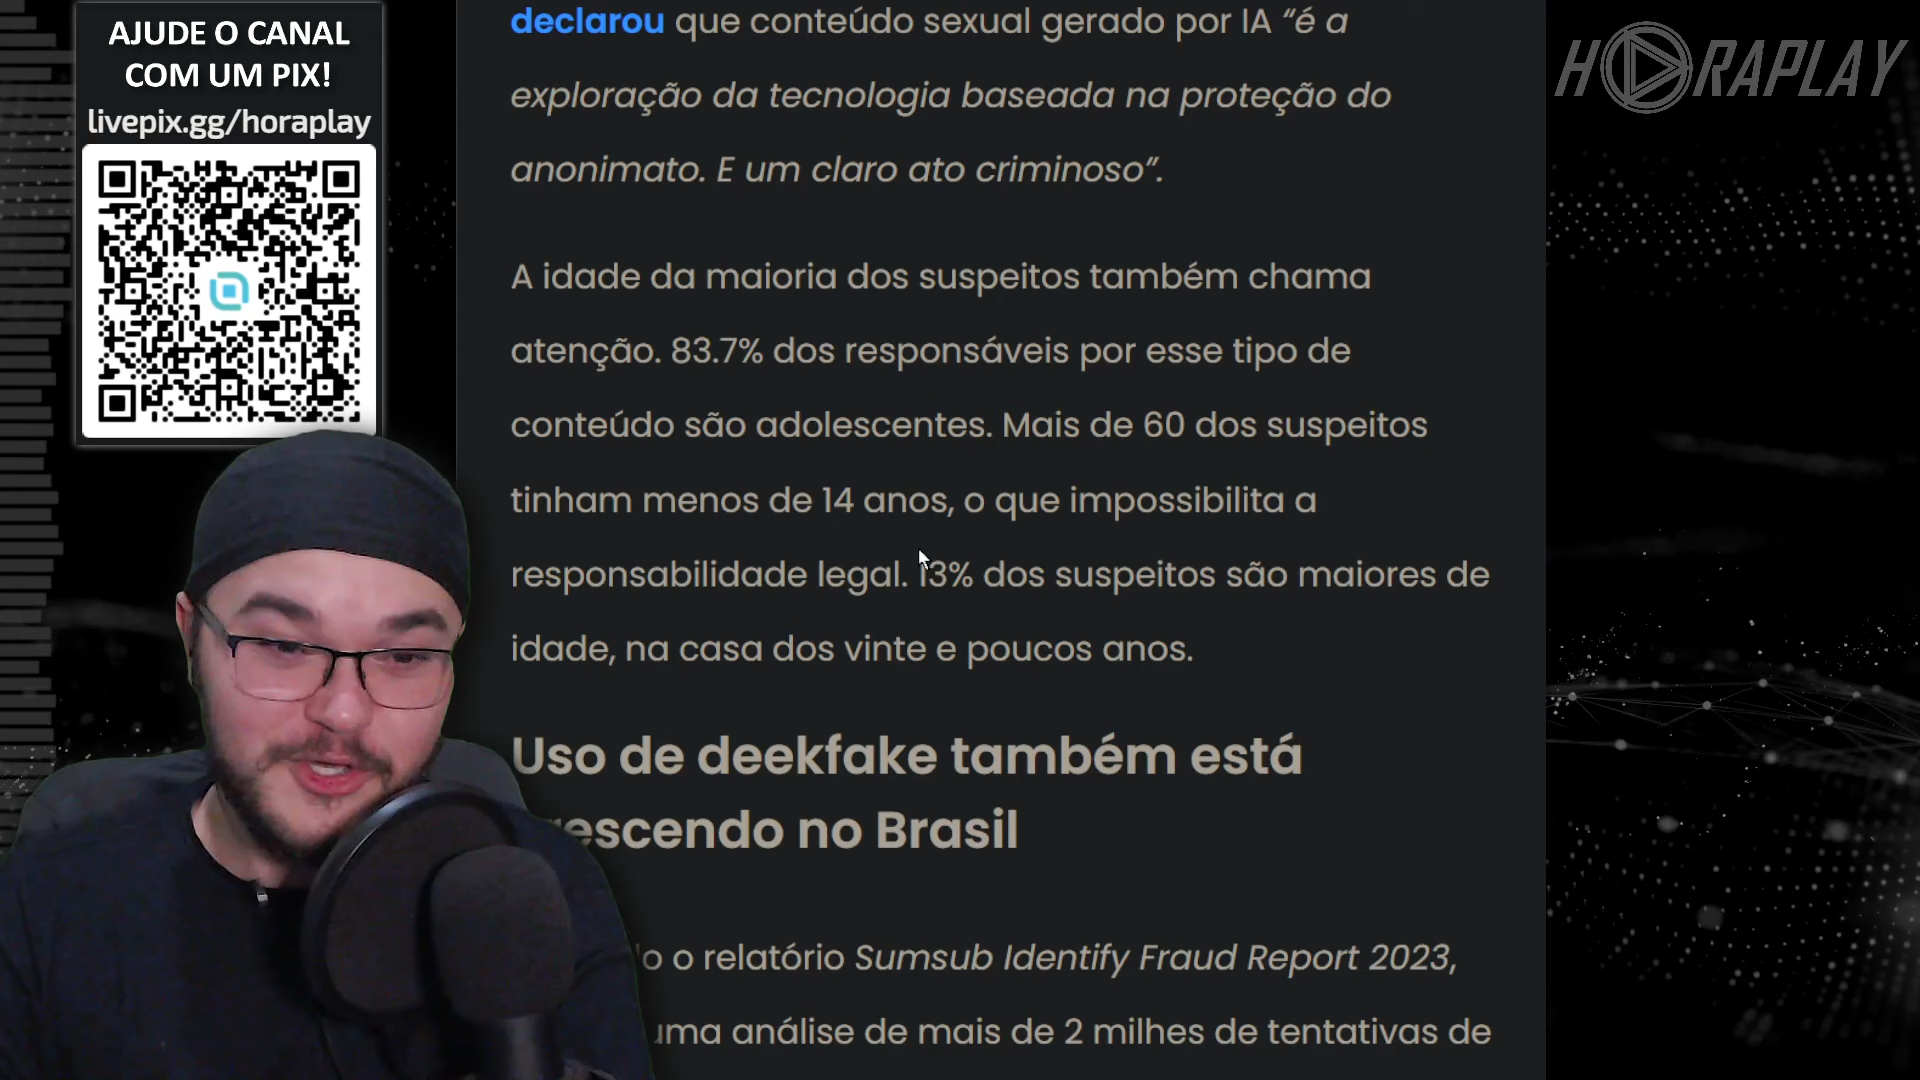 AJUDE O CANAL
COM UM PIX!
livepix.gg/horaplay
HORAPLAY
declarou que conteúdo sexual gerado por IA “é a
exploração da tecnologia baseada na proteção do
anonimato. E um claro ato criminoso”.
A idade da maioria dos suspeitos também chama
atenção. 83.7% dos responsáveis por esse tipo de
conteúdo são adolescentes. Mais de 60 dos suspeitos
tinham menos de 14 anos, o que impossibilita a
responsabilidade legal. 13% dos suspeitos são maiores de
idade, na casa dos vinte e poucos anos.
Uso de deekfake também está
rescendo no Brasil
o o relatório Sumsub Identify Fraud Report 2023,
uma análise de mais de 2 milhes de tentativas de